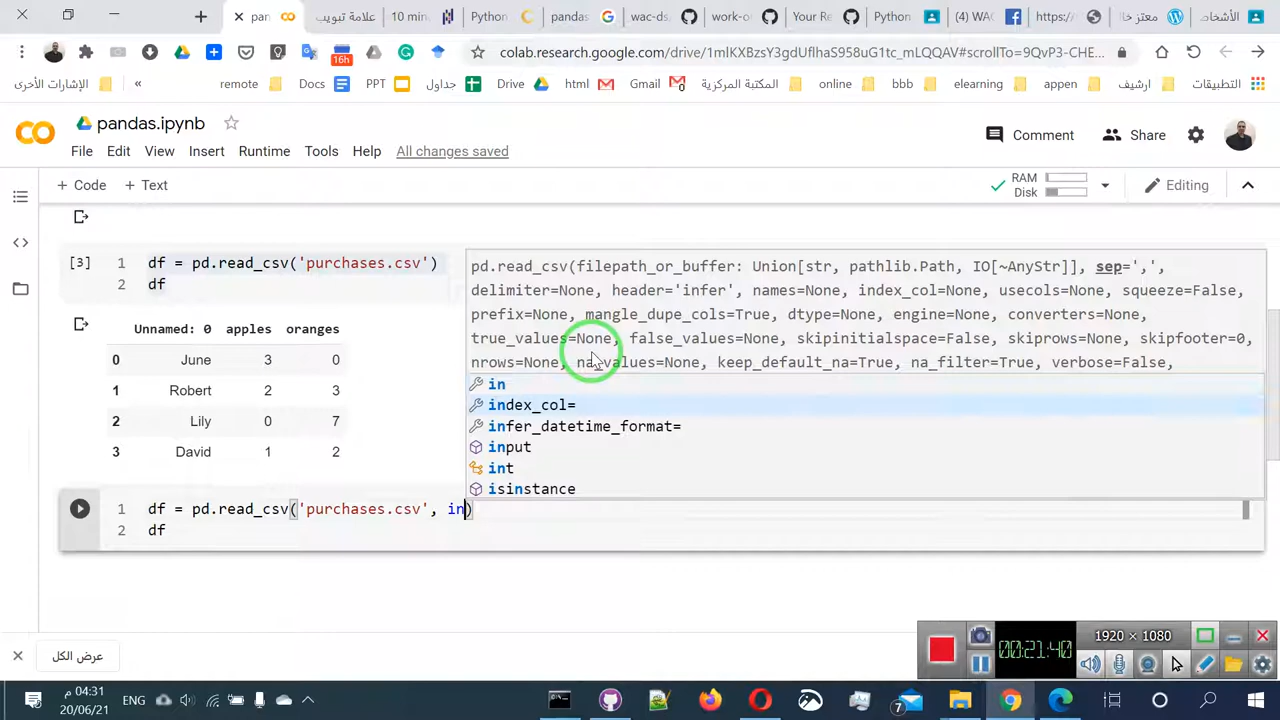 pan
علامة تبويب
10 min
Python
pandas
wac-ds
work-o
Your Re
Python
(4) WAC
https:/
معتز خا
الأشخاص
16h
colab.research.google.com/drive/1mlKXBzsY3gdUflhaS958uG1tc_mLQQAV#scrollTo=9QvP3-CHE...
الإشارات الأخرى
remote
Docs
PPT
جداول
Drive
html
Gmail
المكتبة المركزية
online
bbb
elearning
appen
ارشيف
التطبيقات
pandas.ipynb
Comment
Share
File Edit View Insert Runtime Tools Help All changes saved
+ Code + Text
RAM
Disk
Editing
[3]
1 df = pd.read_csv('purchases.csv')
2 df
pd.read_csv(filepath_or_buffer: Union[str, pathlib.Path, IO[~AnyStr]], sep=',',
delimiter=None, header='infer', names=None, index_col=None, usecols=None, squeeze=False,
prefix=None, mangle_dupe_cols=True, dtype=None, engine=None, converters=None,
true_values=None, false_values=None, skipinitialspace=False, skiprows=None, skipfooter=0,
nrows=None, na_values=None, keep_default_na=True, na_filter=True, verbose=False,
Unnamed: 0 apples oranges
0 June 3 0
1 Robert 2 3
2 Lily 0 7
3 David 1 2
in
index_col=
infer_datetime_format=
input
int
isinstance
1 df = pd.read_csv('purchases.csv', in)
2 df
عرض الكل
00:21:40
1920 × 1080
04:31 م
20/06/21
ENG
7